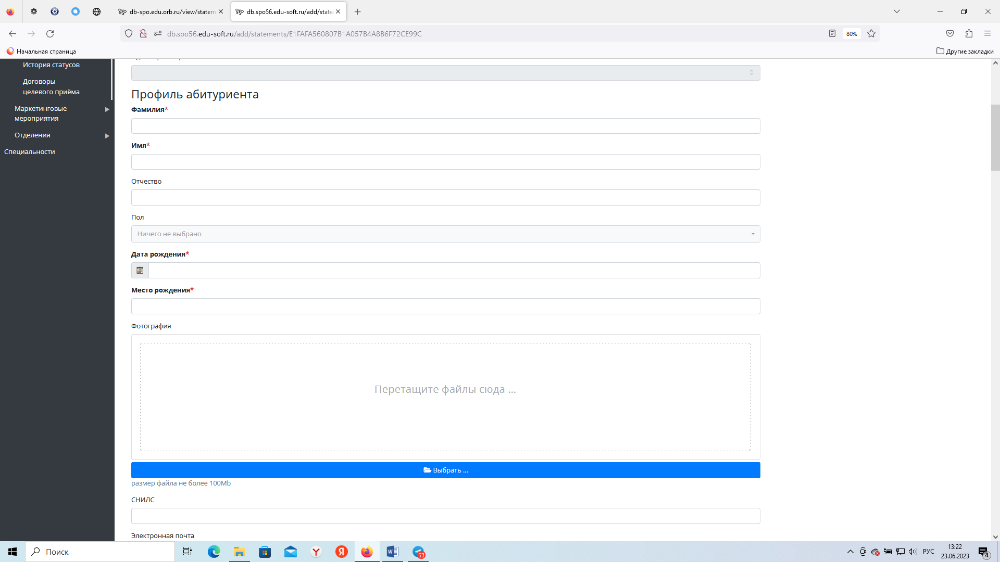 db-spo.edu.orb.ru/view/statem
db.spo56.edu-soft.ru/add/state
db.spo56.edu-soft.ru/add/statements/E1FAFA560807B1A057B4A8B6F72CE99C
80%
Начальная страница
Другие закладки
История статусов
Договоры
целевого приёма
Маркетинговые
мероприятия
Отделения
Специальности
Профиль абитуриента
Фамилия*
Имя*
Отчество
Пол
Ничего не выбрано
Дата рождения*
Место рождения*
Фотография
Перетащите файлы сюда ...
Выбрать ...
размер файла не более 100Mb
СНИЛС
Электронная почта
Поиск
63
РУС
13:22
23.06.2023
4